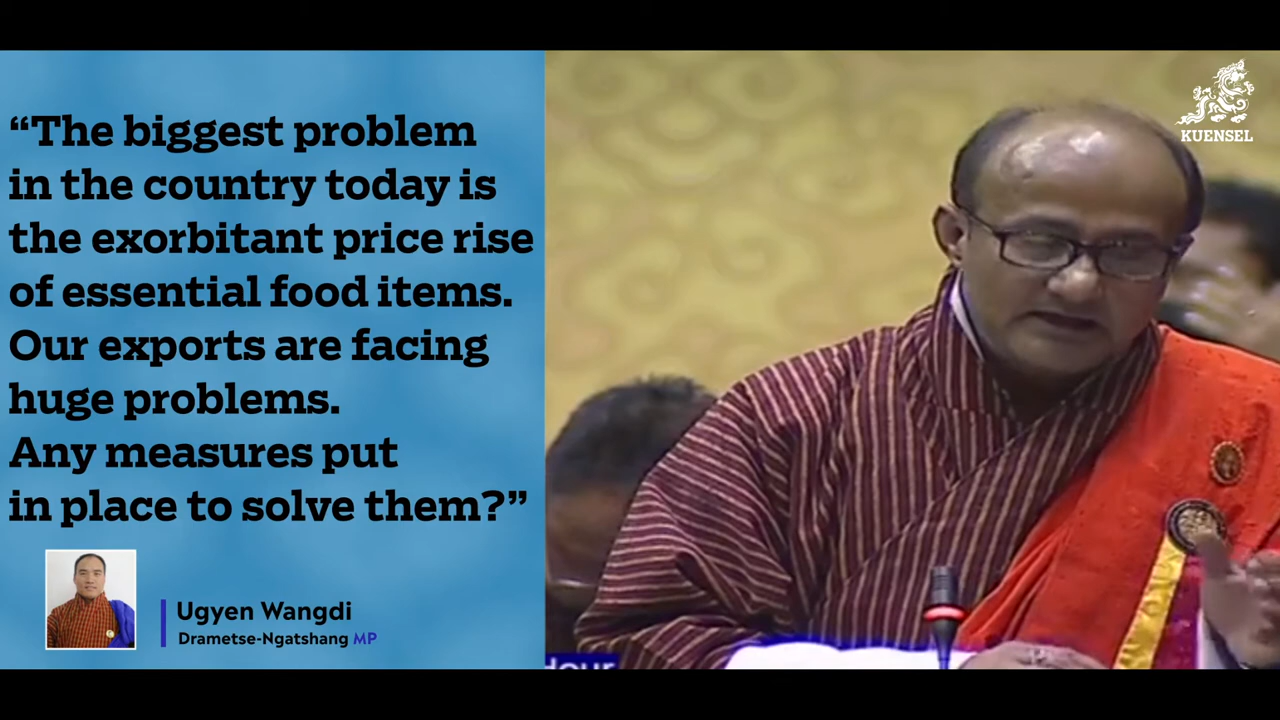 “The biggest problem
in the country today is
the exorbitant price rise
of essential food items.
Our exports are facing
huge problems.
Any measures put
in place to solve them?”
Ugyen Wangdi
Drametse-Ngatshang MP
KUENSEL